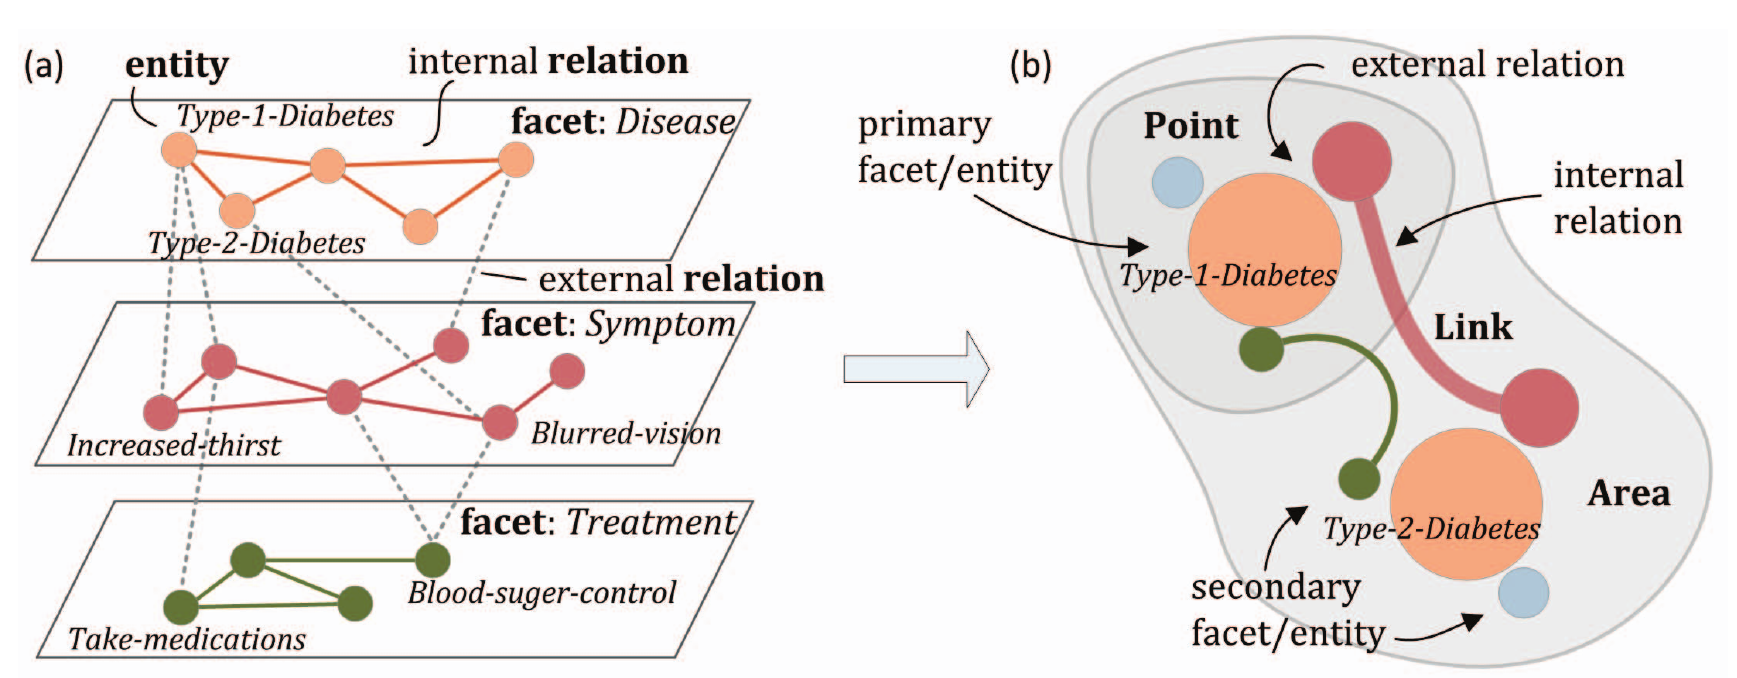 (a)
entity
internal relation
Type-1-Diabetes
facet: Disease
Type-2-Diabetes
external relation
facet: Symptom
Increased-thirst
Blurred-vision
facet: Treatment
Blood-suger-control
Take-medications
(b)
external relation
primary
facet/entity
Point
internal
relation
Type-1-Diabetes
Link
Area
Type-2-Diabetes
secondary
facet/entity